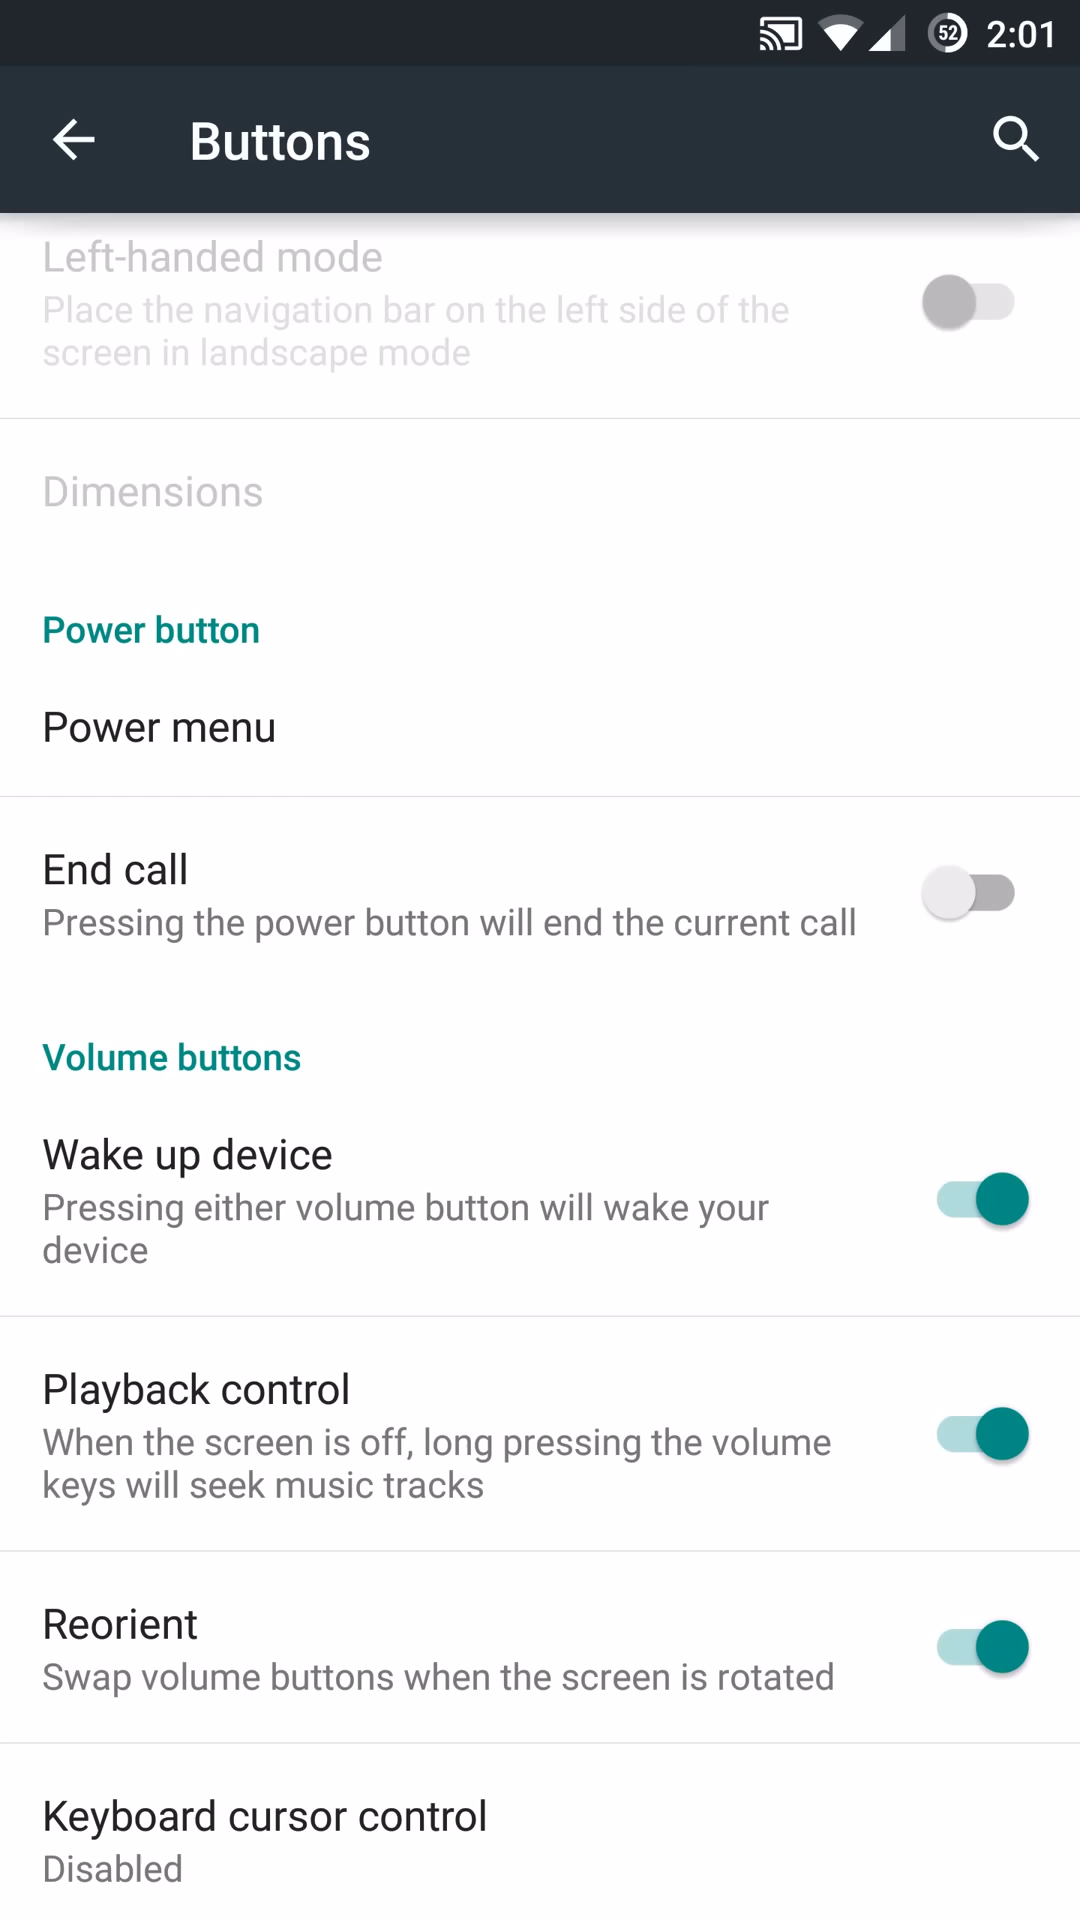 52 2:01
Buttons
Left-handed mode
Place the navigation bar on the left side of the
screen in landscape mode
Dimensions
Power button
Power menu
End call
Pressing the power button will end the current call
Volume buttons
Wake up device
Pressing either volume button will wake your
device
Playback control
When the screen is off, long pressing the volume
keys will seek music tracks
Reorient
Swap volume buttons when the screen is rotated
Keyboard cursor control
Disabled